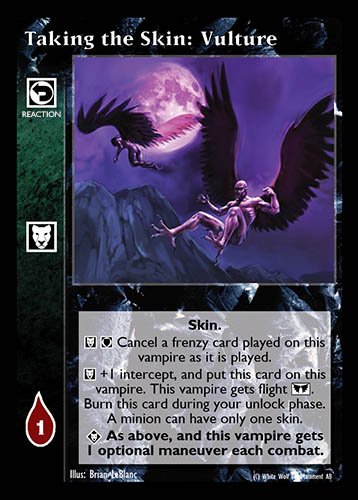 Taking the Skin: Vulture
REACTION
Skin.
Cancel a frenzy card played on this
vampire as it is played.
+1 intercept, and put this card on this
vampire. This vampire gets flight.
Burn this card during your unlock phase.
A minion can have only one skin.
As above, and this vampire gets
1 optional maneuver each combat.
1
Illus: Brian LeBlanc
(C) White Wolf Entertainment AB